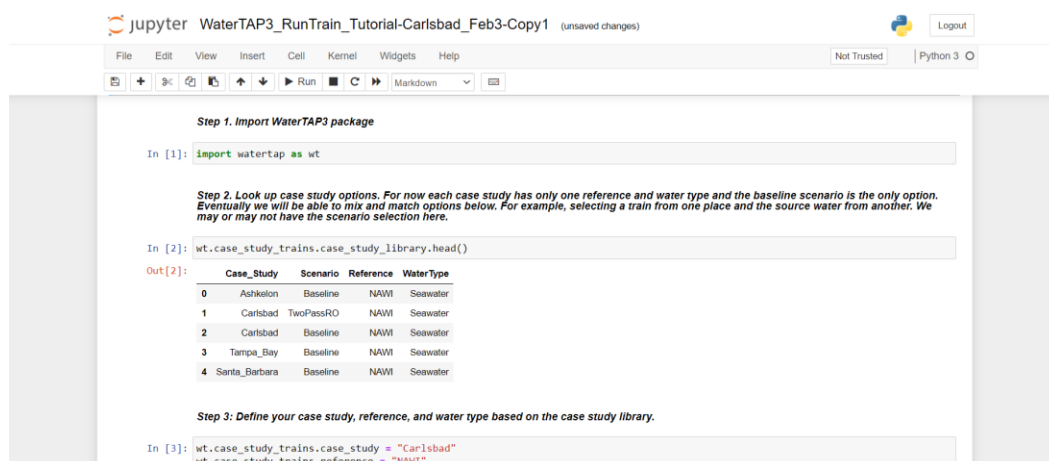 jupyter WaterTAP3_RunTrain_Tutorial-Carlsbad_Feb3-Copy1 (unsaved changes)
Logout
File Edit View Insert Cell Kernel Widgets Help
Not Trusted Python 3
Run Markdown
Step 1. Import WaterTAP3 package
In [1]: import watertap as wt
Step 2. Look up case study options. For now each case study has only one reference and water type and the baseline scenario is the only option.
Eventually we will be able to mix and match options below. For example, selecting a train from one place and the source water from another. We
may or may not have the scenario selection here.
In [2]: wt.case_study_trains.case_study_library.head()
Out[2]:
Case_Study Scenario Reference WaterType
0 Ashkelon Baseline NAWI Seawater
1 Carlsbad TwoPassRO NAWI Seawater
2 Carlsbad Baseline NAWI Seawater
3 Tampa_Bay Baseline NAWI Seawater
4 Santa_Barbara Baseline NAWI Seawater
Step 3: Define your case study, reference, and water type based on the case study library.
In [3]: wt.case_study_trains.case_study = "Carlsbad"
wt.case_study_trains.reference = "NAWI"